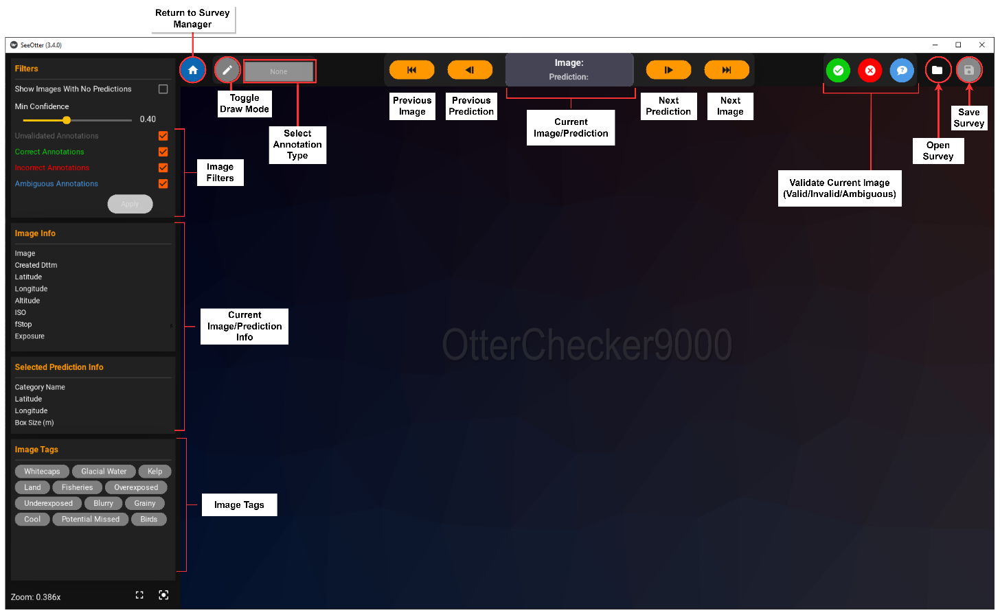 Return to Survey
Manager
SeeOtter (3.4.0)
Filters
Show Images With No Predictions
Min Confidence
0.40
Unvalidated Annotations
Correct Annotations
Incorrect Annotations
Ambiguous Annotations
Apply
None
Toggle
Draw Mode
Select
Annotation
Type
Image
Filters
Image:
Prediction:
Previous
Image
Previous
Prediction
Current
Image/Prediction
Next
Prediction
Next
Image
Validate Current Image
(Valid/Invalid/Ambiguous)
Open
Survey
Save
Survey
Image Info
Image
Created Dttm
Latitude
Longitude
Altitude
ISO
fStop
Exposure
Current
Image/Prediction
Info
OtterChecker9000
Selected Prediction Info
Category Name
Latitude
Longitude
Box Size (m)
Image Tags
Whitecaps Glacial Water Kelp
Land Fisheries Overexposed
Underexposed Blurry Grainy
Cool Potential Missed Birds
Image Tags
Zoom: 0.386x